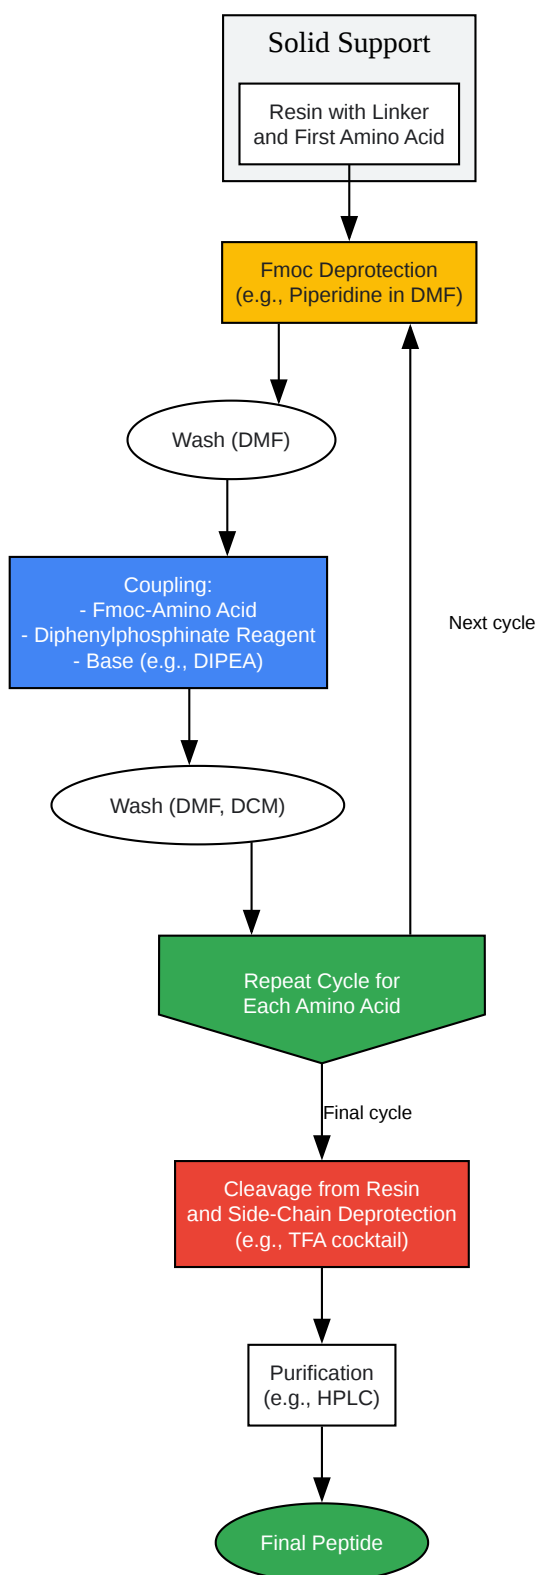 Solid Support
Resin with Linker
and First Amino Acid
Fmoc Deprotection
(e.g., Piperidine in DMF)
Wash (DMF)
Coupling:
- Fmoc-Amino Acid
- Diphenylphosphinate Reagent
- Base (e.g., DIPEA)
Next cycle
Wash (DMF, DCM)
Repeat Cycle for
Each Amino Acid
Final cycle
Cleavage from Resin
and Side-Chain Deprotection
(e.g., TFA cocktail)
Purification
(e.g., HPLC)
Final Peptide